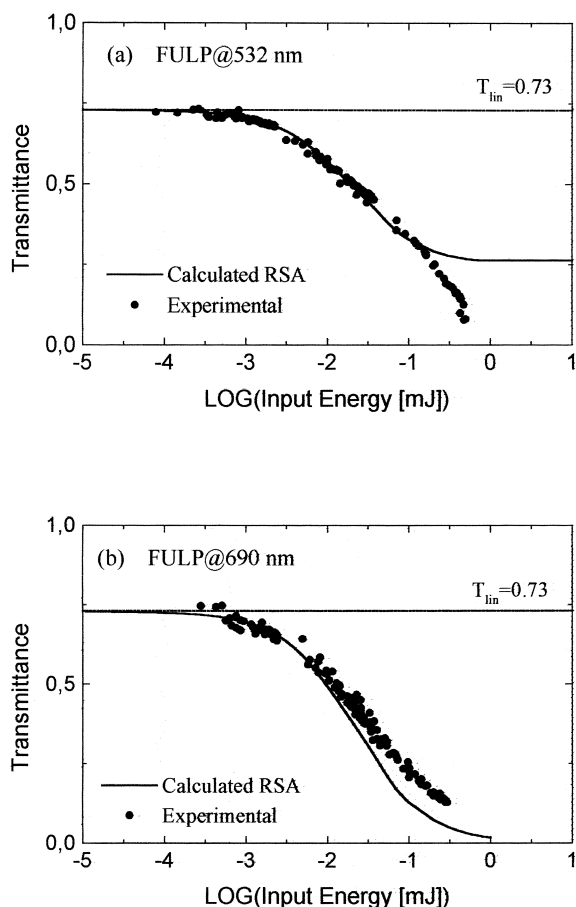 (a) FULP@532 nm
T_lin=0.73
1,0
0,5
0,0
Transmittance
Calculated RSA
Experimental
-5 -4 -3 -2 -1 0 1
LOG(Input Energy [mJ])
(b) FULP@690 nm
T_lin=0.73
1,0
0,5
0,0
Transmittance
Calculated RSA
Experimental
-5 -4 -3 -2 -1 0 1
LOG(Input Energy [mJ])